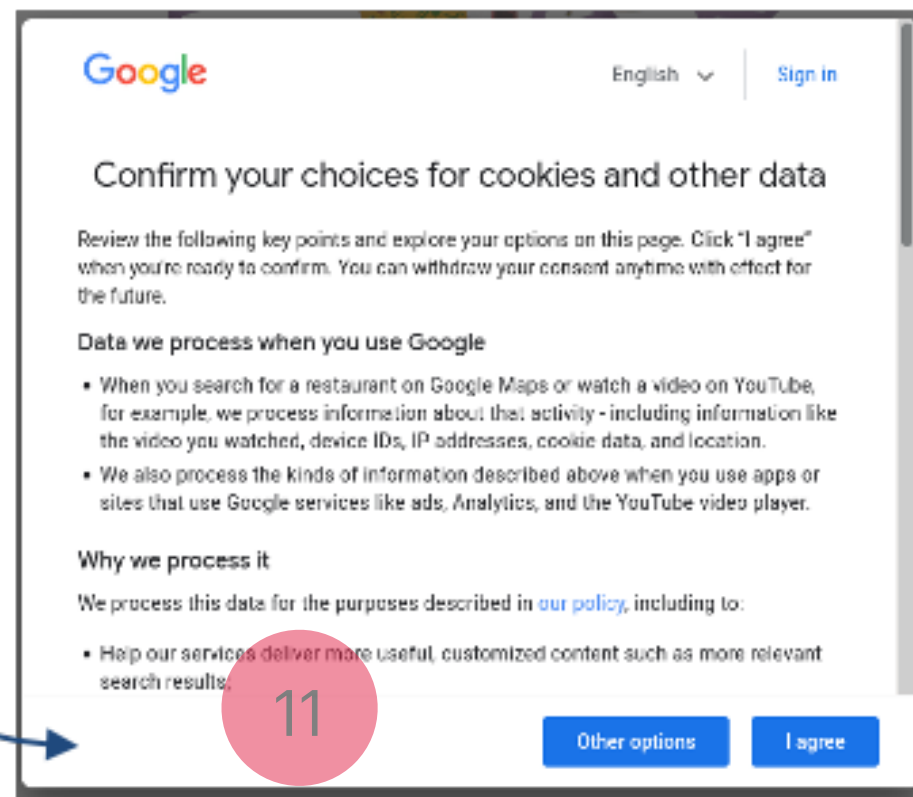 Google
English
Sign in
Confirm your choices for cookies and other data
Review the following key points and explore your options on this page. Click "I agree"
when you're ready to confirm. You can withdraw your consent anytime with effect for
the future.
Data we process when you use Google
• When you search for a restaurant on Google Maps or watch a video on YouTube,
for example, we process information about that activity - including information like
the video you watched, device IDs, IP addresses, cookie data, and location.
• We also process the kinds of information described above when you use apps or
sites that use Google services like ads, Analytics, and the YouTube video player.
Why we process it
We process this data for the purposes described in our policy, including to:
• Help our services deliver more useful, customized content such as more relevant
search results;
11
Other options
I agree